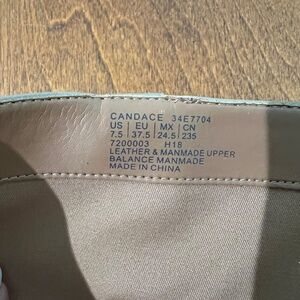 CANDACE 34E7704
US | EU | MX | CN
7.5 | 37.5 | 24.5 | 235
7200003 H18
LEATHER & MANMADE UPPER
BALANCE MANMADE
MADE IN CHINA